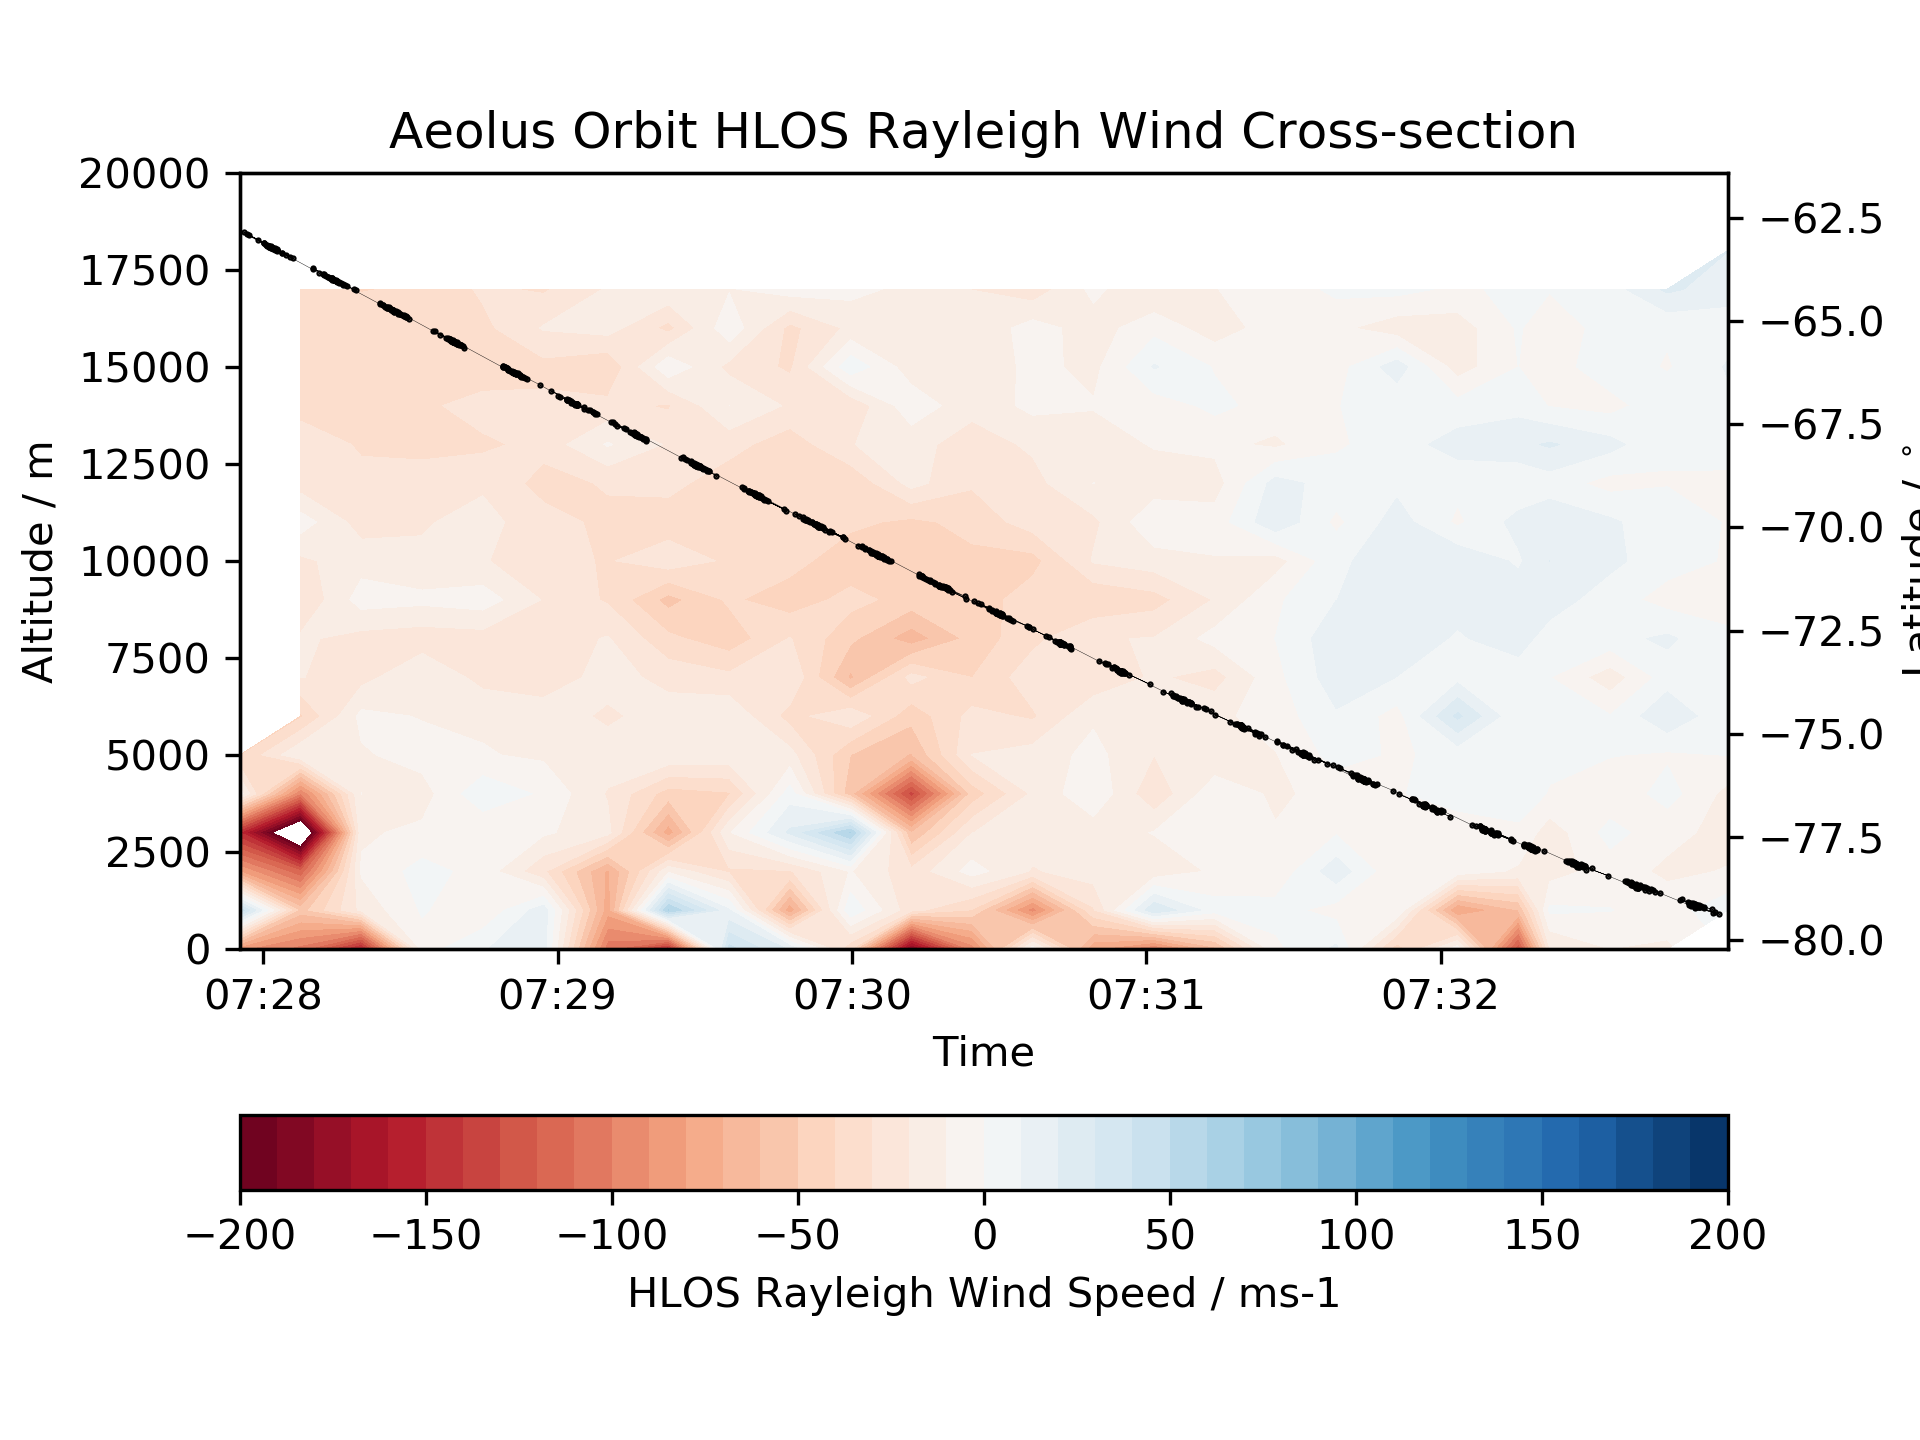 Aeolus Orbit HLOS Rayleigh Wind Cross-section
20000
17500
15000
12500
10000
7500
5000
2500
0
Altitude / m
−62.5
−65.0
−67.5
−70.0
−72.5
−75.0
−77.5
−80.0
Latitude / °
07:28 07:29 07:30 07:31 07:32
Time
−200 −150 −100 −50 0 50 100 150 200
HLOS Rayleigh Wind Speed / ms-1